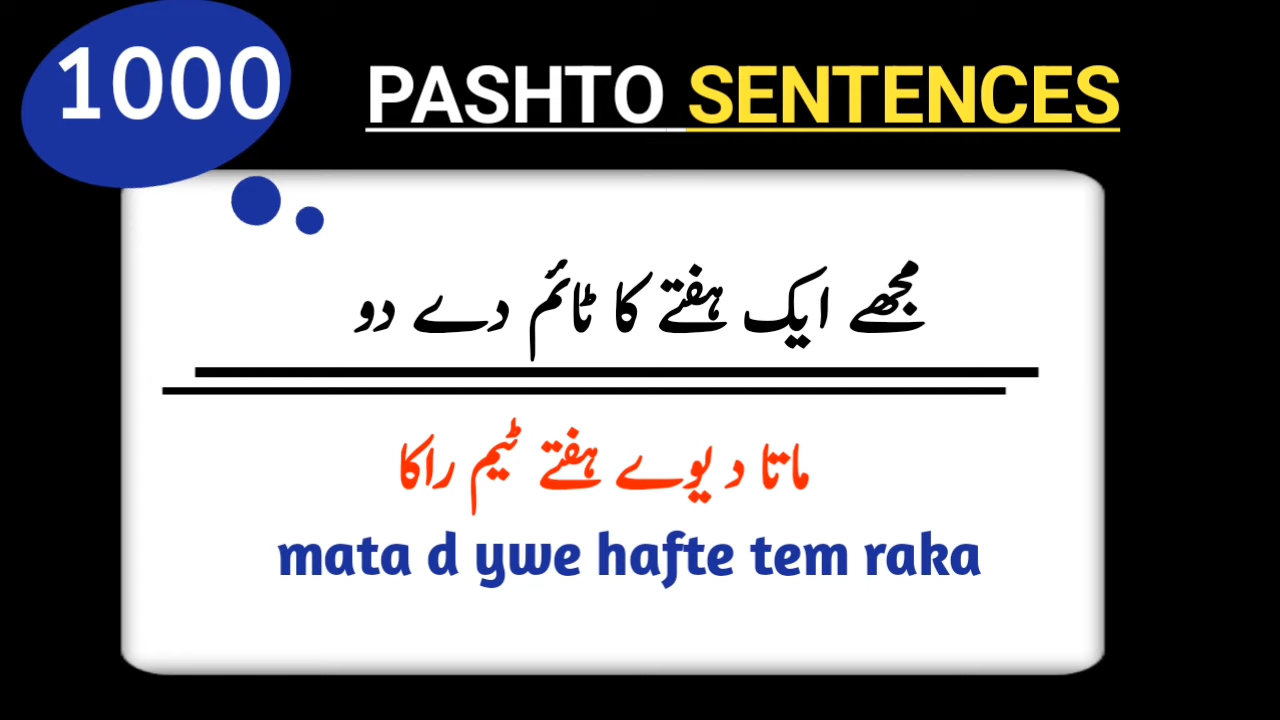 1000
PASHTO SENTENCES
مجھے ایک ہفتے کا ٹائم دے دو
ماتا د یوے ہفتے ٹیم راکا
mata d ywe hafte tem raka